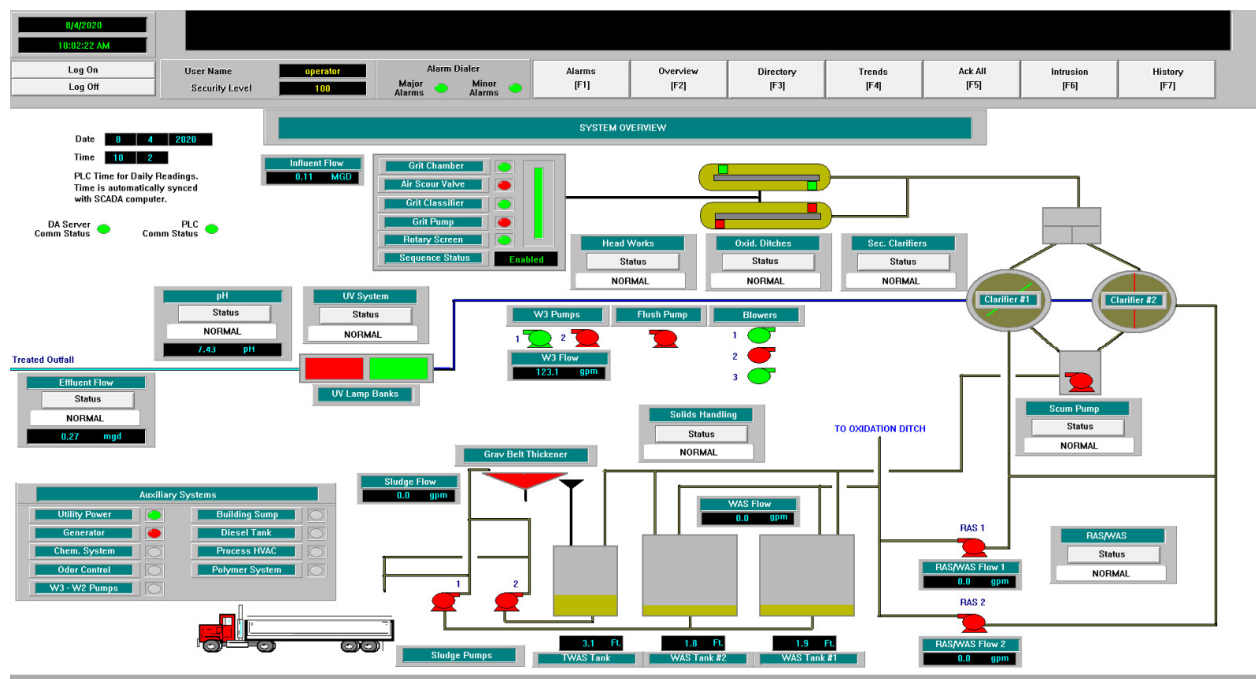 8/4/2020
10:02:22 AM
Log On
Log Off
User Name
operator
Security Level
100
Alarm Dialer
Major Alarms
Minor Alarms
Alarms
[F1]
Overview
[F2]
Directory
[F3]
Trends
[F4]
Ack All
[F5]
Intrusion
[F6]
History
[F7]
SYSTEM OVERVIEW
Date 8 4 2020
Time 10 2
PLC Time for Daily Readings.
Time is automatically synced
with SCADA computer.
DA Server
Comm Status
PLC
Comm Status
Influent Flow
0.11 MGD
Grit Chamber
Air Scour Valve
Grit Classifier
Grit Pump
Rotary Screen
Sequence Status
Enabled
Head Works
Status
NORMAL
Oxid. Ditches
Status
NORMAL
Sec. Clarifiers
Status
NORMAL
Clarifier #1
Clarifier #2
pH
Status
NORMAL
7.43 pH
UV System
Status
NORMAL
UV Lamp Banks
W3 Pumps
1
2
W3 Flow
123.1 gpm
Flush Pump
Blowers
1
2
3
Treated Outfall
Effluent Flow
Status
NORMAL
0.27 mgd
Scum Pump
Status
NORMAL
Solids Handling
Status
NORMAL
TO OXIDATION DITCH
Grav Belt Thickener
Sludge Flow
0.0 gpm
WAS Flow
0.0 gpm
Auxiliary Systems
Utility Power
Generator
Chem. System
Odor Control
W3 - W2 Pumps
Building Sump
Diesel Tank
Process HVAC
Polymer System
1
2
Sludge Pumps
3.1 Ft.
TWAS Tank
1.8 Ft.
WAS Tank #2
1.9 Ft.
WAS Tank #1
RAS 1
RAS/WAS Flow 1
0.0 gpm
RAS 2
RAS/WAS Flow 2
0.0 gpm
RAS/WAS
Status
NORMAL